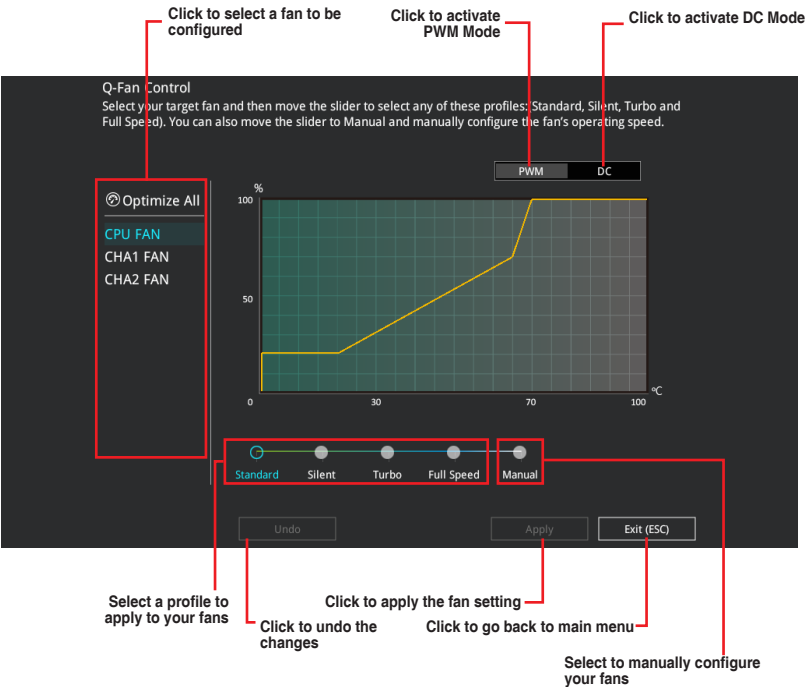 Click to select a fan to be
configured
Click to activate
PWM Mode
Click to activate DC Mode
Q-Fan Control
Select your target fan and then move the slider to select any of these profiles:(Standard, Silent, Turbo and
Full Speed). You can also move the slider to Manual and manually configure the fan's operating speed.
PWM
DC
Optimize All
CPU FAN
CHA1 FAN
CHA2 FAN
%
100
50
0
30
70
100
ºC
Standard
Silent
Turbo
Full Speed
Manual
Undo
Apply
Exit (ESC)
Select a profile to
apply to your fans
Click to undo the
changes
Click to apply the fan setting
Click to go back to main menu
Select to manually configure
your fans